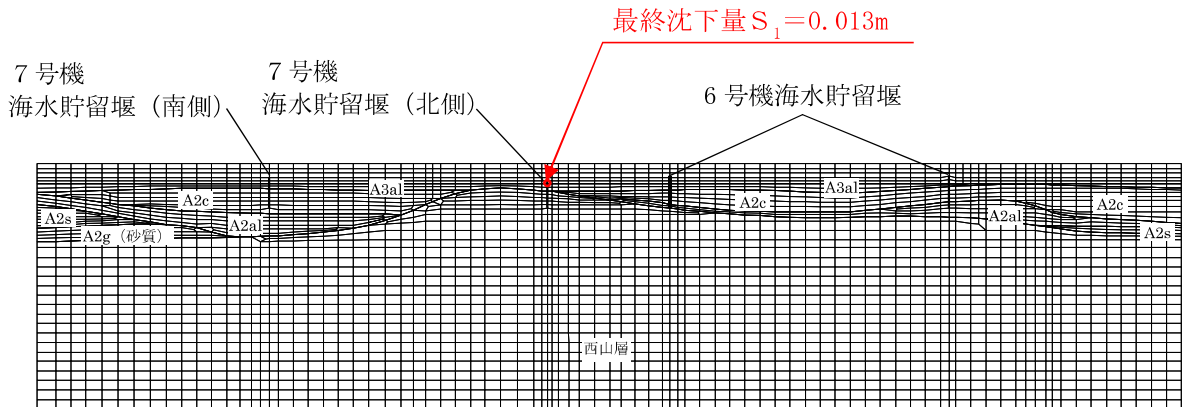 最終沈下量S₁＝0.013m
７号機
海水貯留堰（南側）
７号機
海水貯留堰（北側）
６号機海水貯留堰
A3al
A3al
A2c
A2c
A2c
A2s
A2al
A2al
A2g（砂質）
A2s
西山層